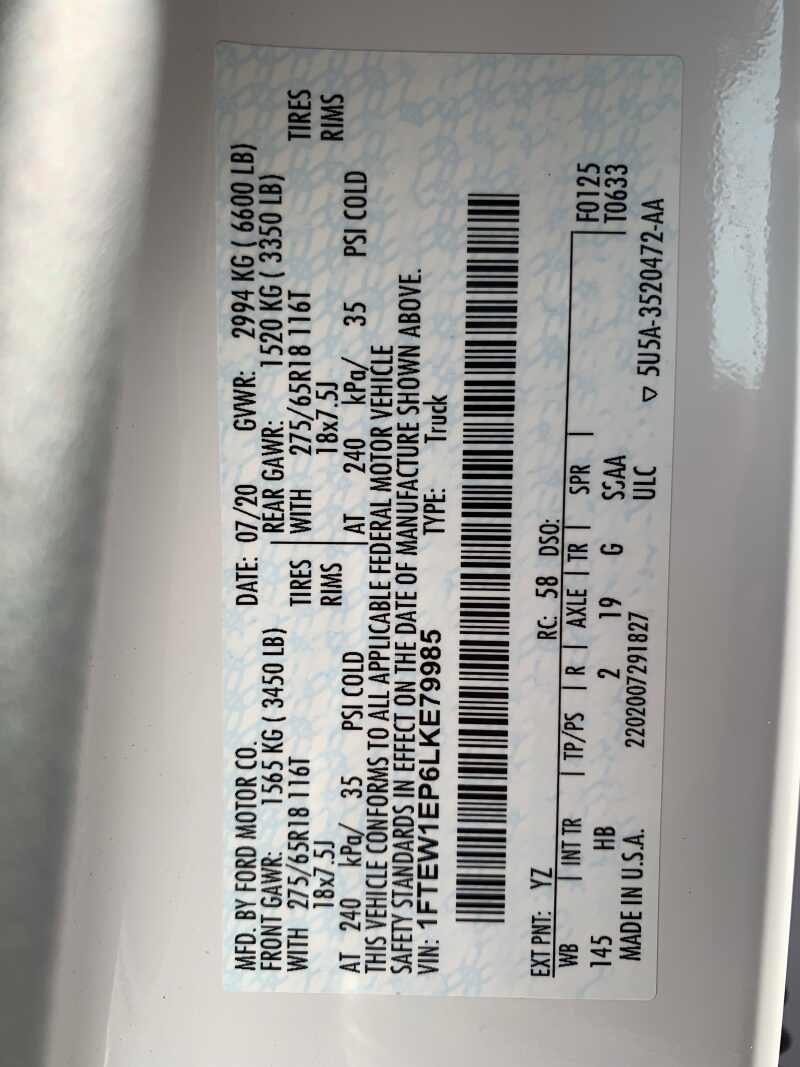 MFD. BY FORD MOTOR CO. DATE: 07/20 GVWR: 2994 KG ( 6600 LB)
FRONT GAWR: 1565 KG ( 3450 LB) REAR GAWR: 1520 KG ( 3350 LB)
WITH 275/65R18 116T TIRES WITH 275/65R18 116T TIRES
18x7.5J RIMS 18x7.5J RIMS
AT 240 kPa/ 35 PSI COLD AT 240 kPa/ 35 PSI COLD
THIS VEHICLE CONFORMS TO ALL APPLICABLE FEDERAL MOTOR VEHICLE
SAFETY STANDARDS IN EFFECT ON THE DATE OF MANUFACTURE SHOWN ABOVE.
VIN: 1FTEW1EP6LKE79985 TYPE: Truck
EXT PNT: YZ RC: 58 DSO:
WB INT TR TP/PS R AXLE TR SPR F0125
145 HB 2 19 G SSAA T0633
MADE IN U.S.A. 2202007291827 ULC
▽ 5U5A-3520472-AA